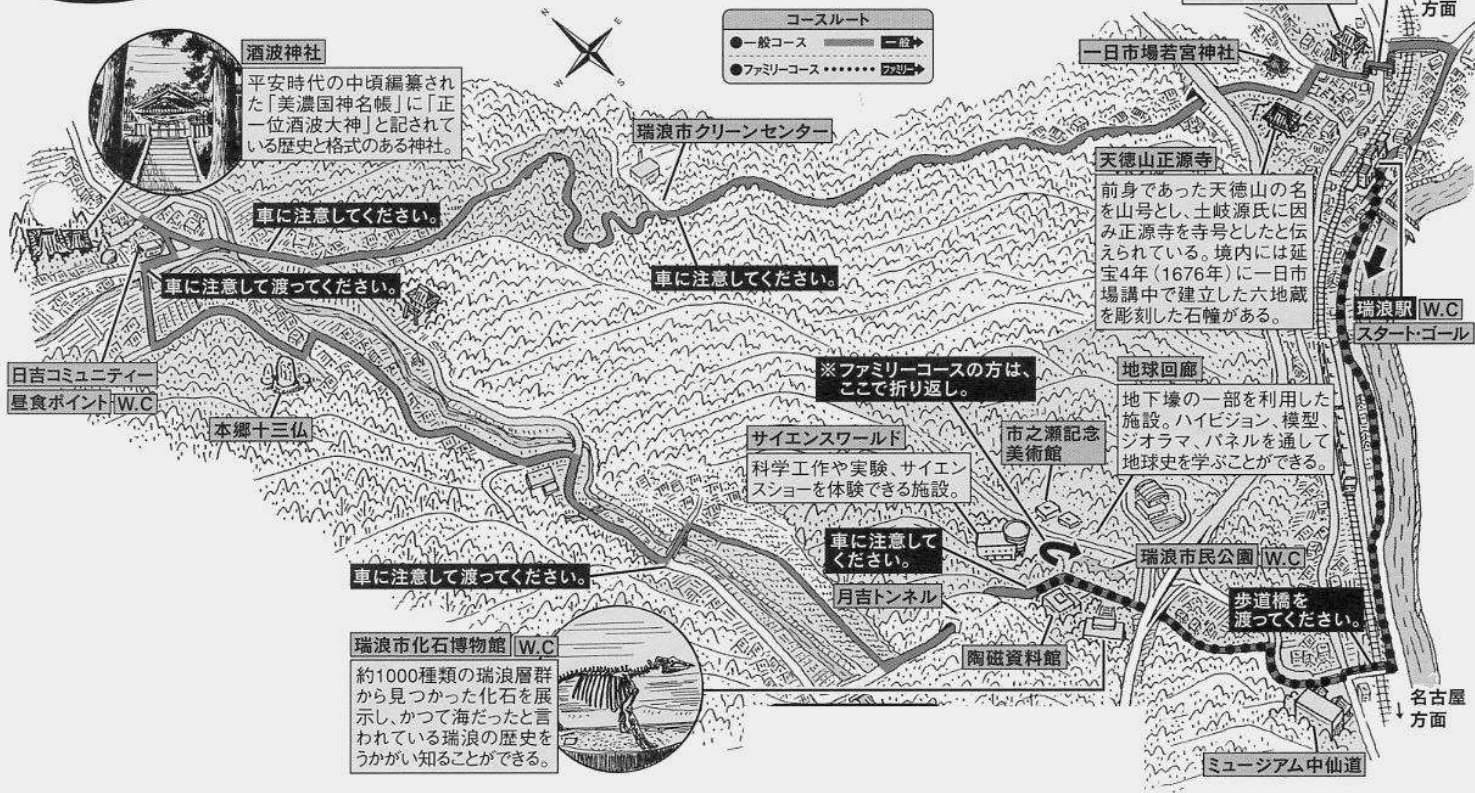 方面
コースルート
●一般コース 一般
●ファミリーコース ファミリー
N
E
W
S
酒波神社
平安時代の中頃編纂され
た「美濃国神名帳」に「正
一位酒波大神」と記されて
いる歴史と格式のある神社。
一日市場若宮神社
瑞浪市クリーンセンター
天徳山正源寺
前身であった天徳山の名
を山号とし、土岐源氏に因
み正源寺を寺号としたと伝
えられている。境内には延
宝4年(1676年)に一日市
場講中で建立した六地蔵
を彫刻した石幢がある。
車に注意してください。
車に注意して渡ってください。
車に注意してください。
瑞浪駅 W.C
スタート・ゴール
日吉コミュニティー
昼食ポイント W.C
本郷十三仏
※ファミリーコースの方は、
ここで折り返し。
地球回廊
地下壕の一部を利用した
施設。ハイビジョン、模型、
ジオラマ、パネルを通して
地球史を学ぶことができる。
サイエンスワールド
科学工作や実験、サイエン
スショーを体験できる施設。
市之瀬記念
美術館
車に注意して
ください。
瑞浪市民公園 W.C
車に注意して渡ってください。
月吉トンネル
歩道橋を
渡ってください。
陶磁資料館
瑞浪市化石博物館 W.C
約1000種類の瑞浪層群
から見つかった化石を展
示し、かつて海だったと言
われている瑞浪の歴史を
うかがい知ることができる。
名古屋
方面
ミュージアム中仙道